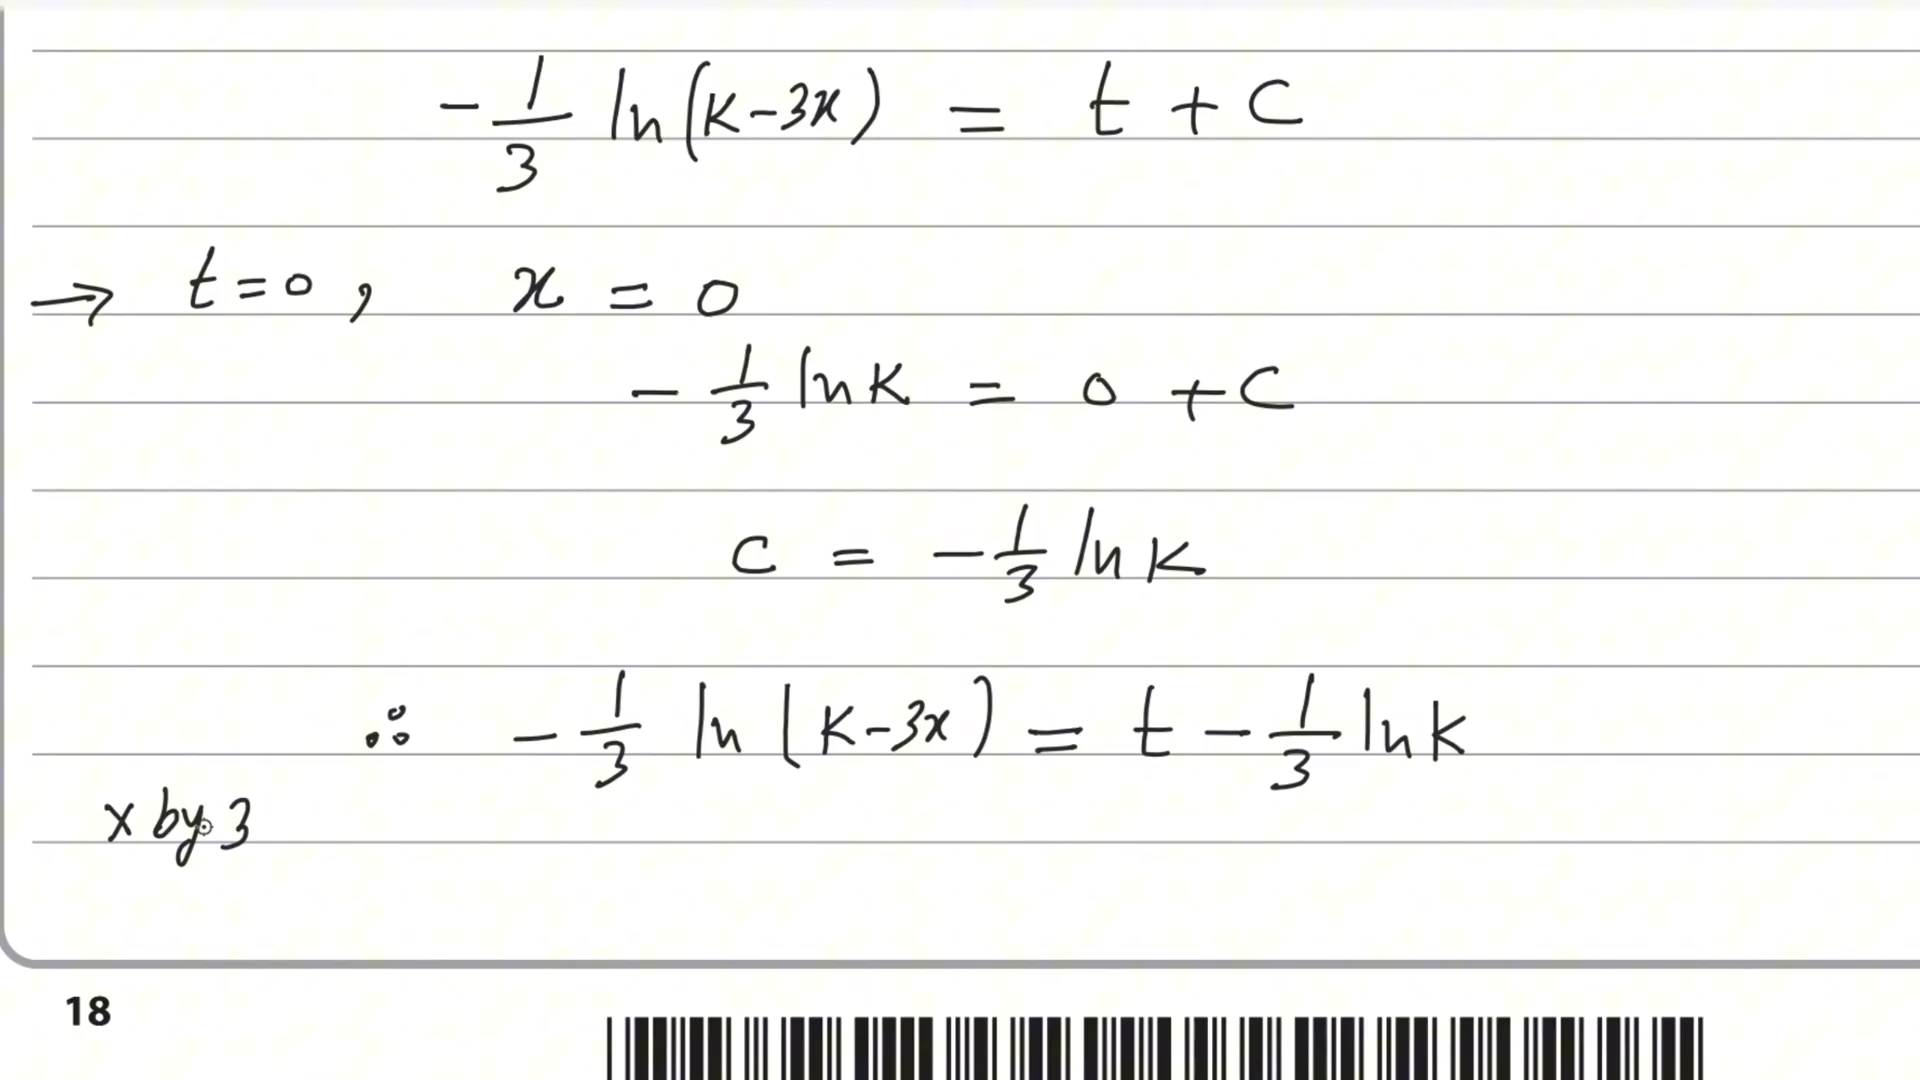 -1/3 ln(k-3x) = t + C
→ t=0, x = 0
- 1/3 ln k = 0 + C
C = -1/3 ln k
∴ -1/3 ln(k-3x) = t - 1/3 ln k
x by 3
18